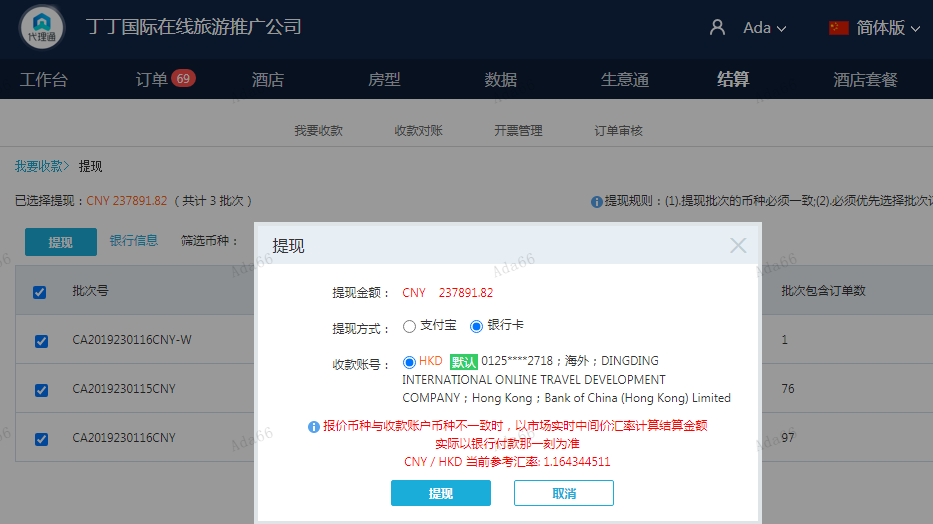 代理通
丁丁国际在线旅游推广公司
Ada
简体版
工作台
订单 69
酒店
房型
数据
生意通
结算
酒店套餐
我要收款
收款对账
开票管理
订单审核
我要收款> 提现
已选择提现：CNY 237891.82（共计 3 批次）
提现规则：(1).提现批次的币种必须一致;(2).必须优先选择批次订
提现
银行信息
筛选币种：
批次号
批次包含订单数
CA2019230116CNY-W
1
CA2019230115CNY
76
CA2019230116CNY
97
提现
提现金额： CNY 237891.82
提现方式： 支付宝 银行卡
收款账号： HKD 默认 0125****2718；海外；DINGDING
INTERNATIONAL ONLINE TRAVEL DEVELOPMENT
COMPANY；Hong Kong；Bank of China (Hong Kong) Limited
报价币种与收款账户币种不一致时，以市场实时中间价汇率计算结算金额
实际以银行付款那一刻为准
CNY / HKD 当前参考汇率: 1.164344511
提现
取消
Ada66
Ada66
Ada66
Ada66